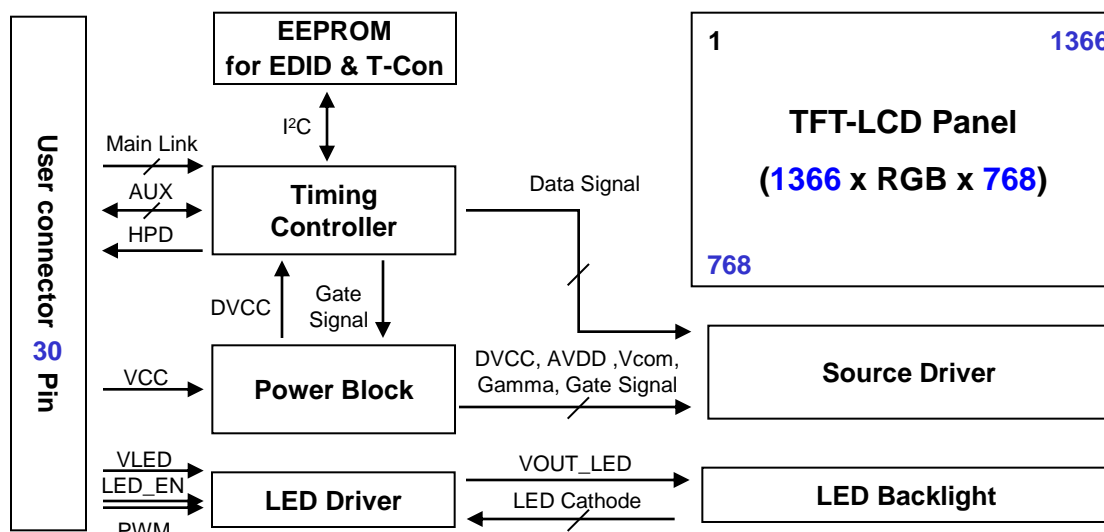 EEPROM
for EDID & T-Con
1
1366
TFT-LCD Panel
(1366 x RGB x 768)
768
User connector 30 Pin
I²C
Main Link
AUX
HPD
Timing
Controller
Data Signal
DVCC
Gate
Signal
VCC
Power Block
DVCC, AVDD ,Vcom,
Gamma, Gate Signal
Source Driver
VLED
LED_EN
PWM
LED Driver
VOUT_LED
LED Cathode
LED Backlight